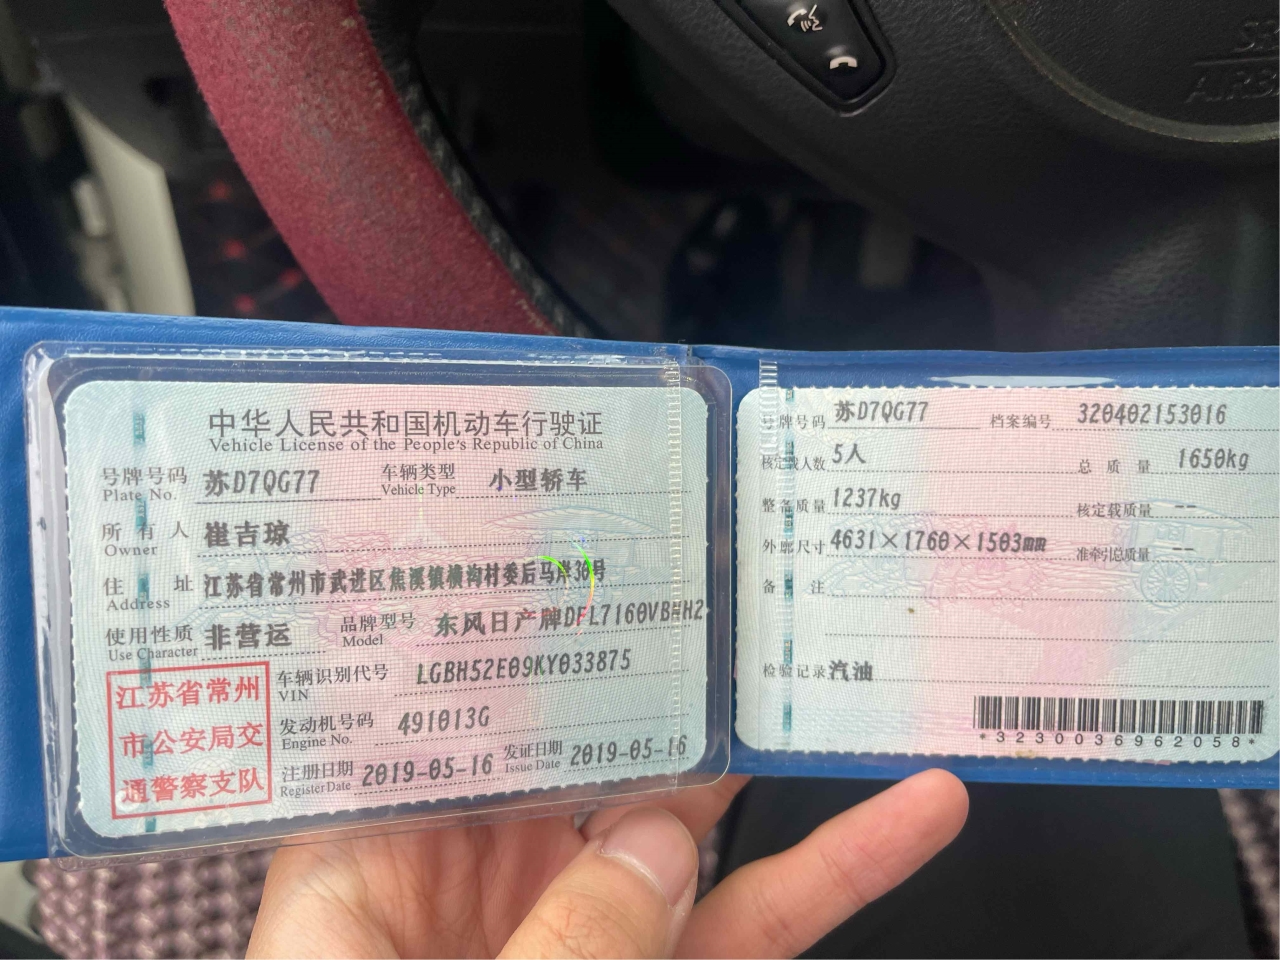 中华人民共和国机动车行驶证
Vehicle License of the People's Republic of China
号牌号码 苏D7QG77 车辆类型 小型轿车
Plate No. Vehicle Type
所有人 崔吉琼
Owner
住址 江苏省常州市武进区焦溪镇横沟村委后马岸30号
Address
使用性质 非营运 品牌型号 东风日产牌DFL7160VBNH2
Use Character Model
江苏省常州
市公安局交
通警察支队
车辆识别代号 LGBH52E09KY033875
VIN
发动机号码 491013G
Engine No.
注册日期 2019-05-16 发证日期 2019-05-16
Register Date Issue Date
号牌号码 苏D7QG77 档案编号 320402153016
核定载人数 5人 总质量 1650kg
整备质量 1237kg 核定载质量 --
外廓尺寸 4631×1760×1503mm 准牵引总质量 --
备注
检验记录 汽油
*3230036962058*